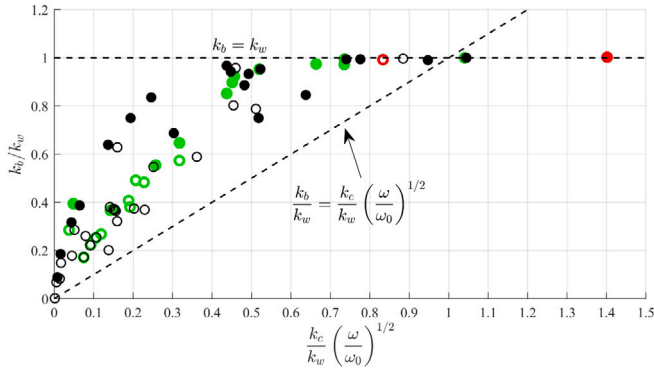 1.2
1
0.8
0.6
0.4
0.2
0
k_b/k_w
k_b = k_w
k_b/k_w = k_c/k_w (ω/ω_0)^{1/2}
0 0.1 0.2 0.3 0.4 0.5 0.6 0.7 0.8 0.9 1 1.1 1.2 1.3 1.4 1.5
k_c/k_w (ω/ω_0)^{1/2}